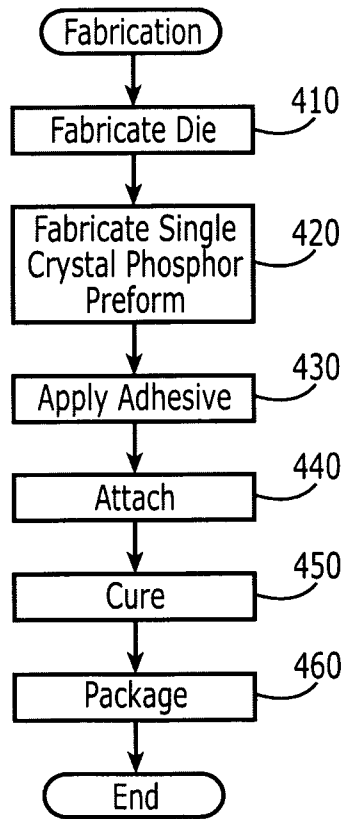 Fabrication
410
Fabricate Die
420
Fabricate Single
Crystal Phosphor
Preform
430
Apply Adhesive
440
Attach
450
Cure
460
Package
End